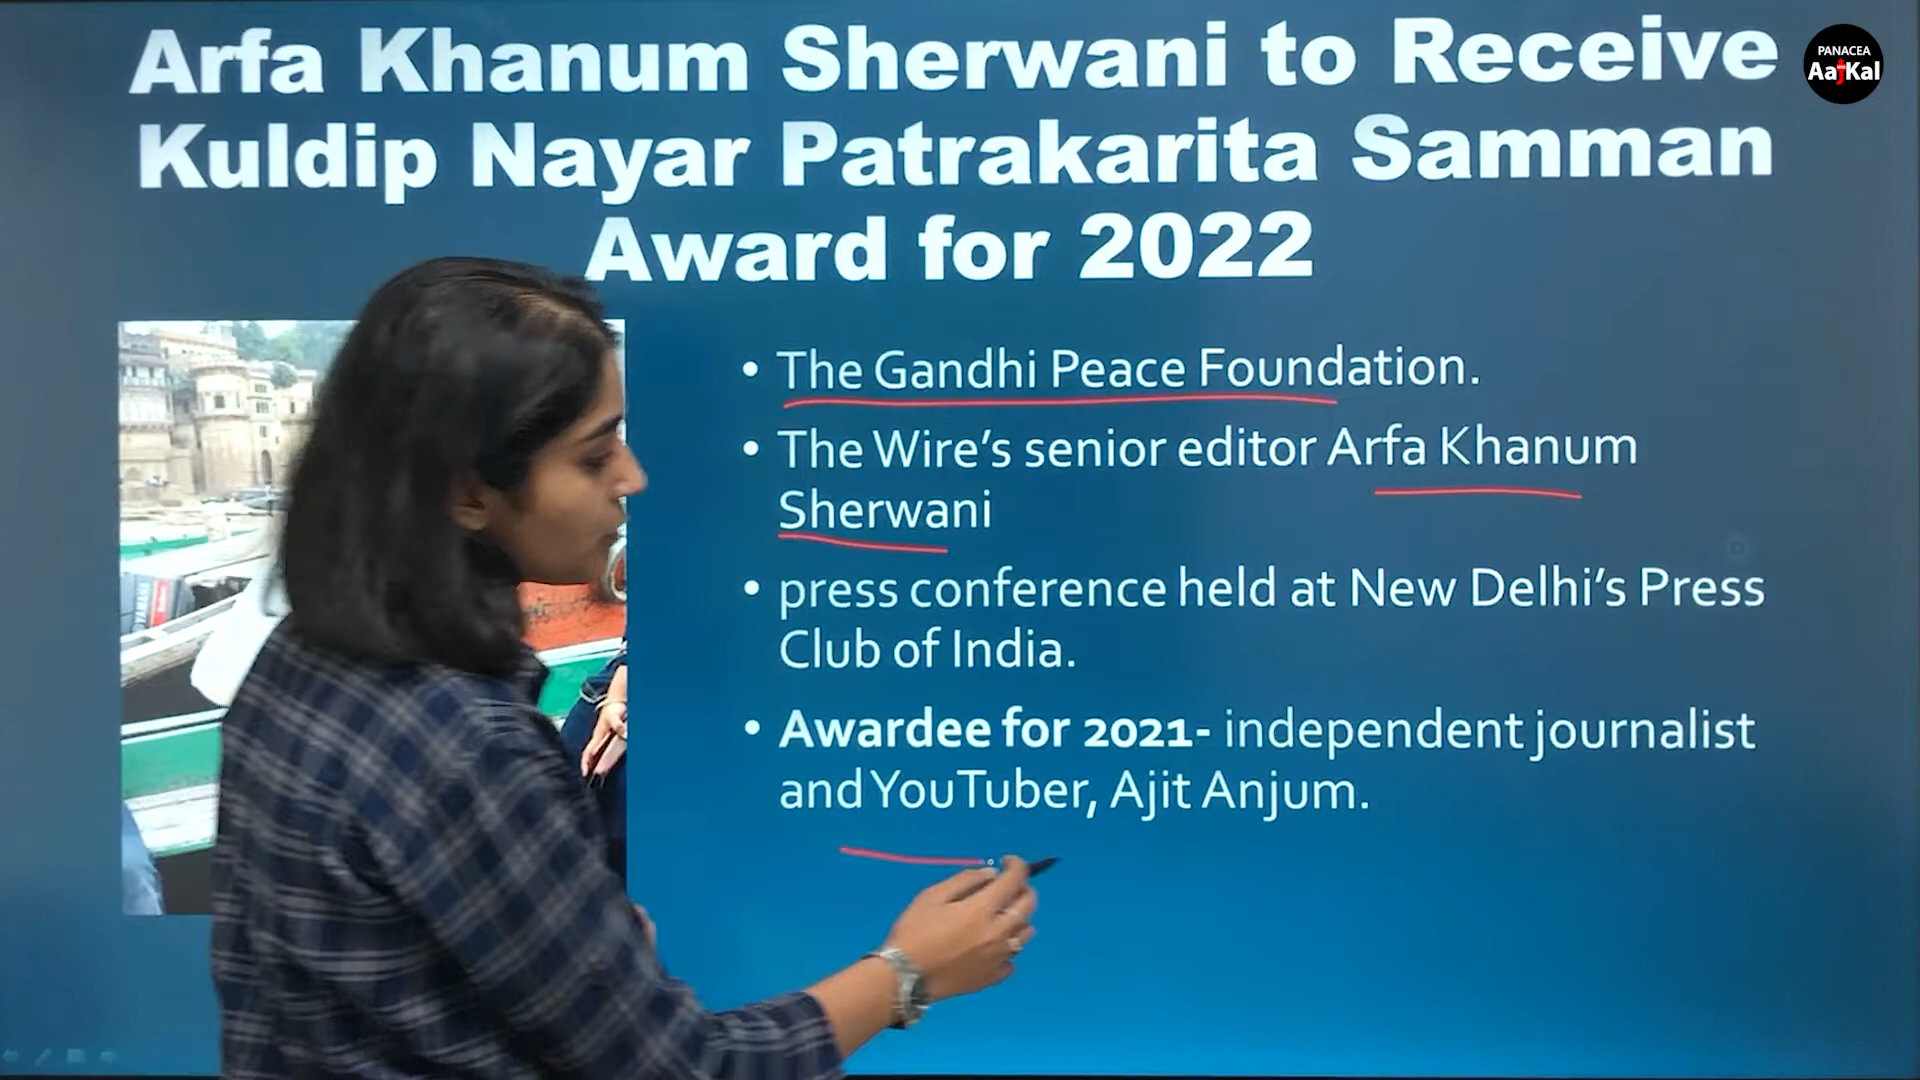 Arfa Khanum Sherwani to Receive
Kuldip Nayar Patrakarita Samman
Award for 2022
PANACEA
AajKal
• The Gandhi Peace Foundation.
• The Wire’s senior editor Arfa Khanum
Sherwani
• press conference held at New Delhi’s Press
Club of India.
• Awardee for 2021- independent journalist
and YouTuber, Ajit Anjum.